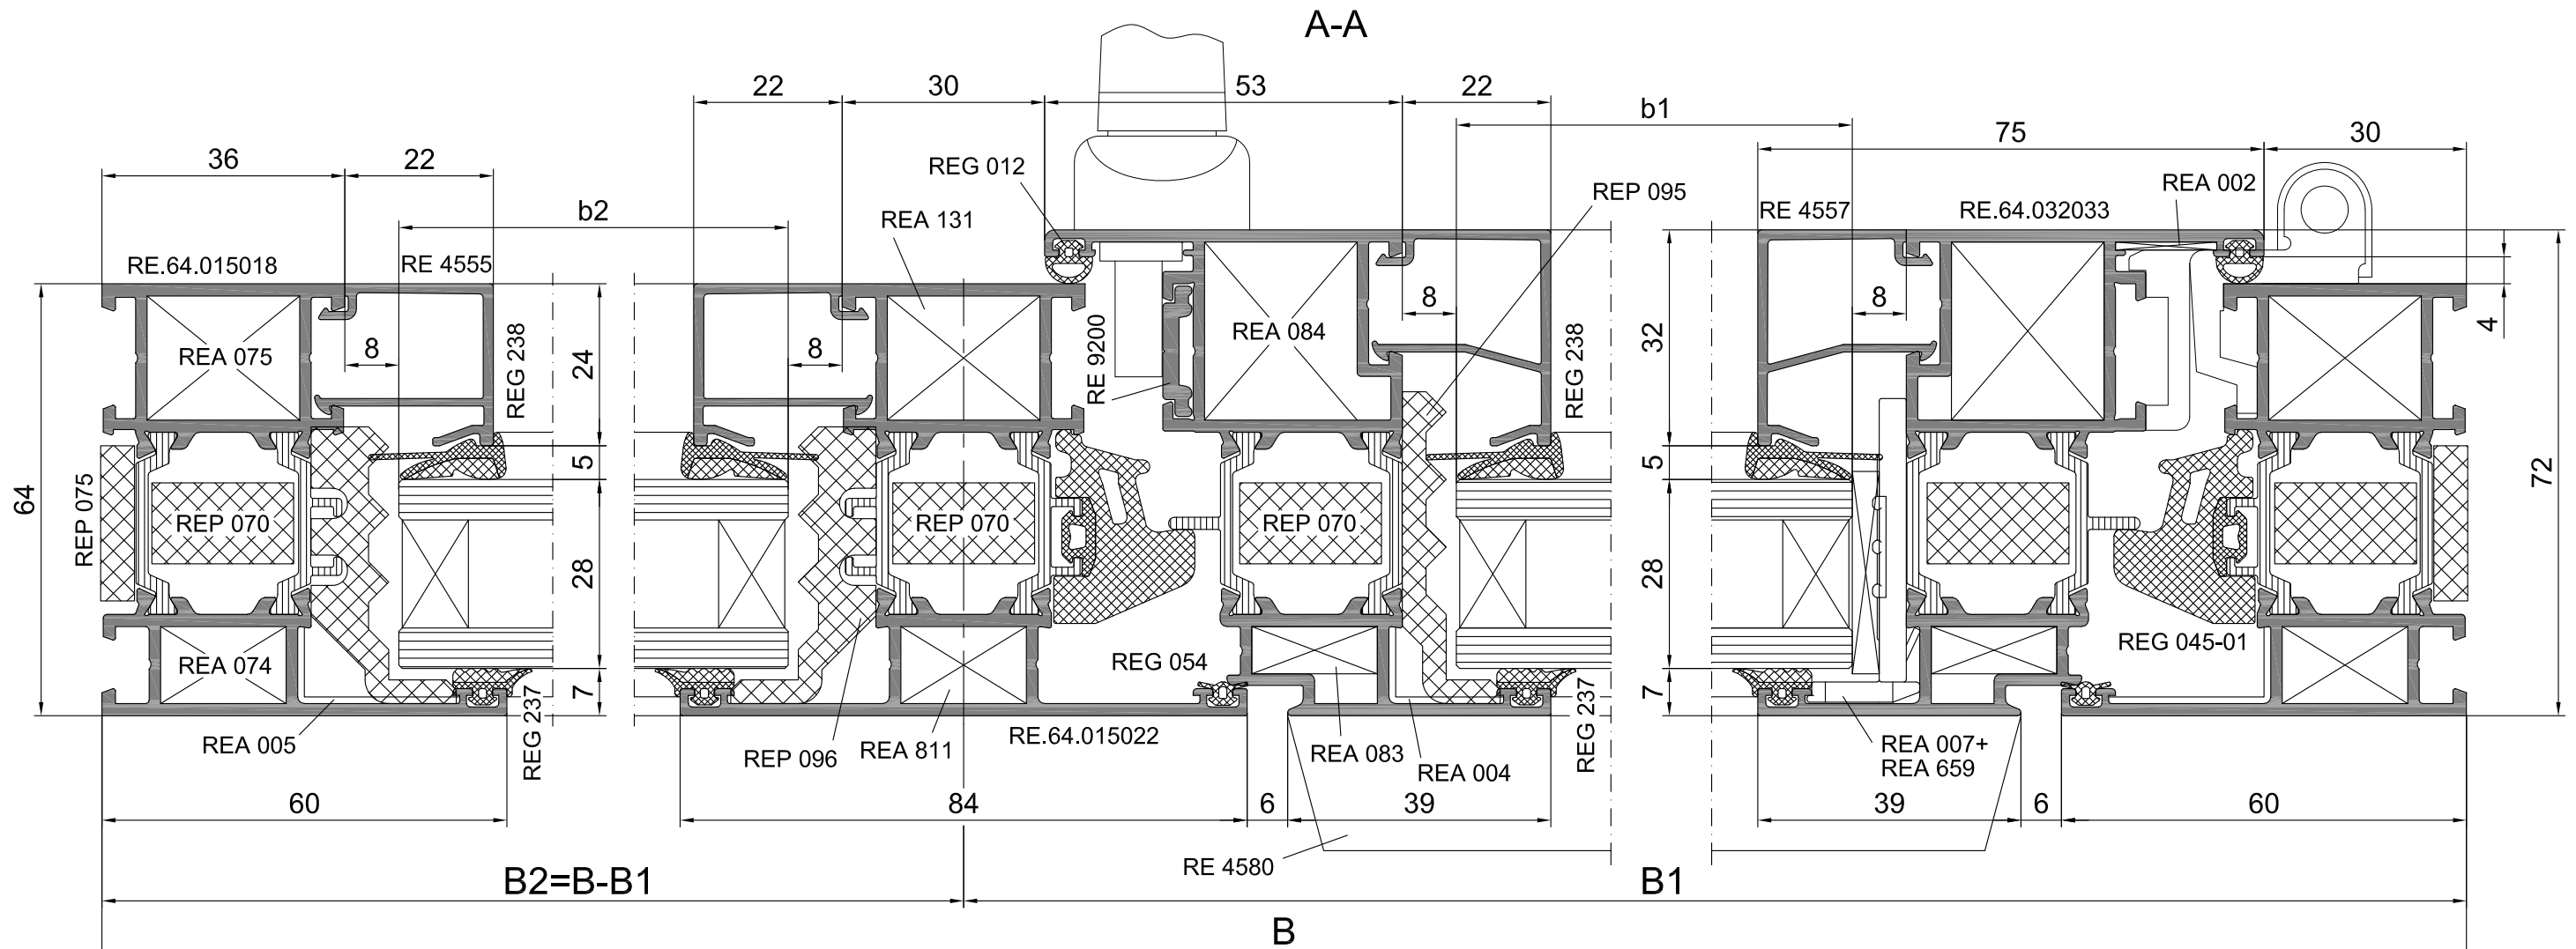 A-A
22
30
53
22
b1
75
30
36
22
REG 012
REP 095
REA 002
b2
REA 131
RE 4557
RE.64.032033
RE.64.015018
RE 4555
8
8
4
REA 075
8
8
REA 084
REG 238
24
RE 9200
REG 238
32
5
5
64
REP 075
REP 070
REP 070
REP 070
72
28
28
REA 074
REG 054
REG 045-01
7
7
REA 005
REG 237
REP 096
REA 811
RE.64.015022
REA 083
REA 004
REG 237
REA 007+
REA 659
60
84
6
39
39
6
60
RE 4580
B2=B-B1
B1
B